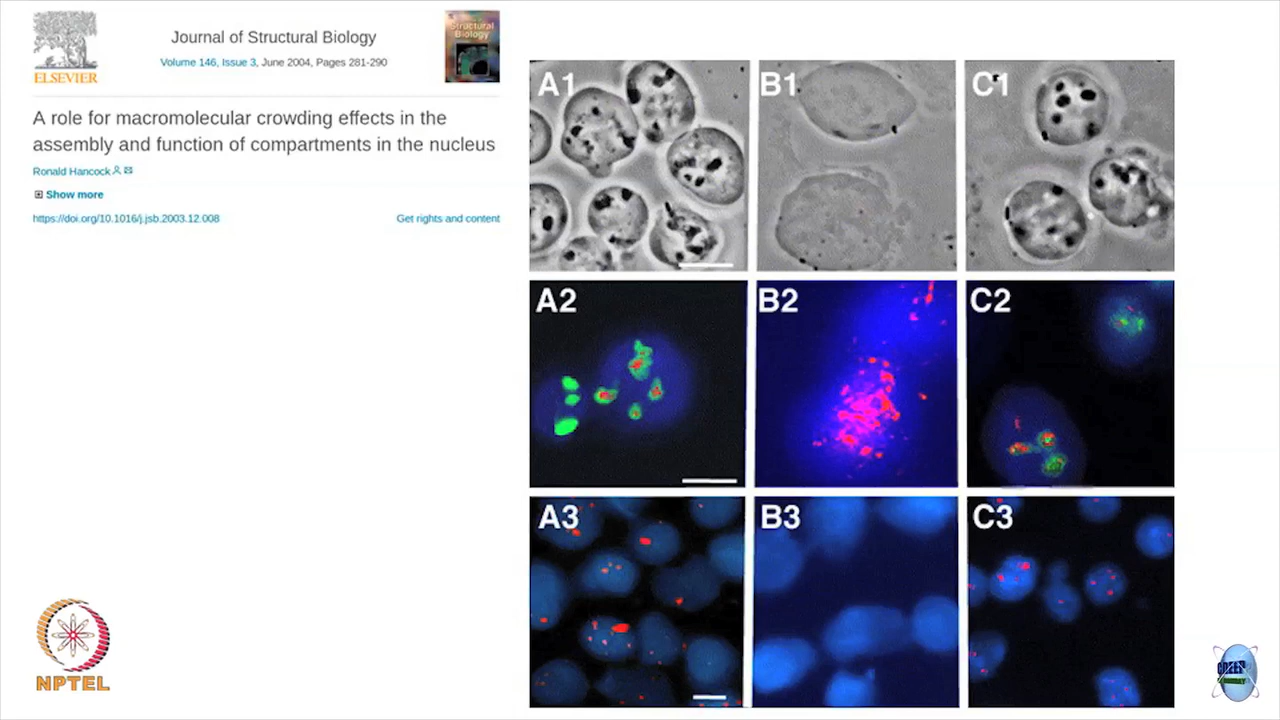 ELSEVIER
Journal of Structural Biology
Volume 146, Issue 3, June 2004, Pages 281-290
Structural
Biology
A role for macromolecular crowding effects in the
assembly and function of compartments in the nucleus
Ronald Hancock
Show more
https://doi.org/10.1016/j.jsb.2003.12.008
Get rights and content
A1
B1
C1
A2
B2
C2
A3
B3
C3
NPTEL